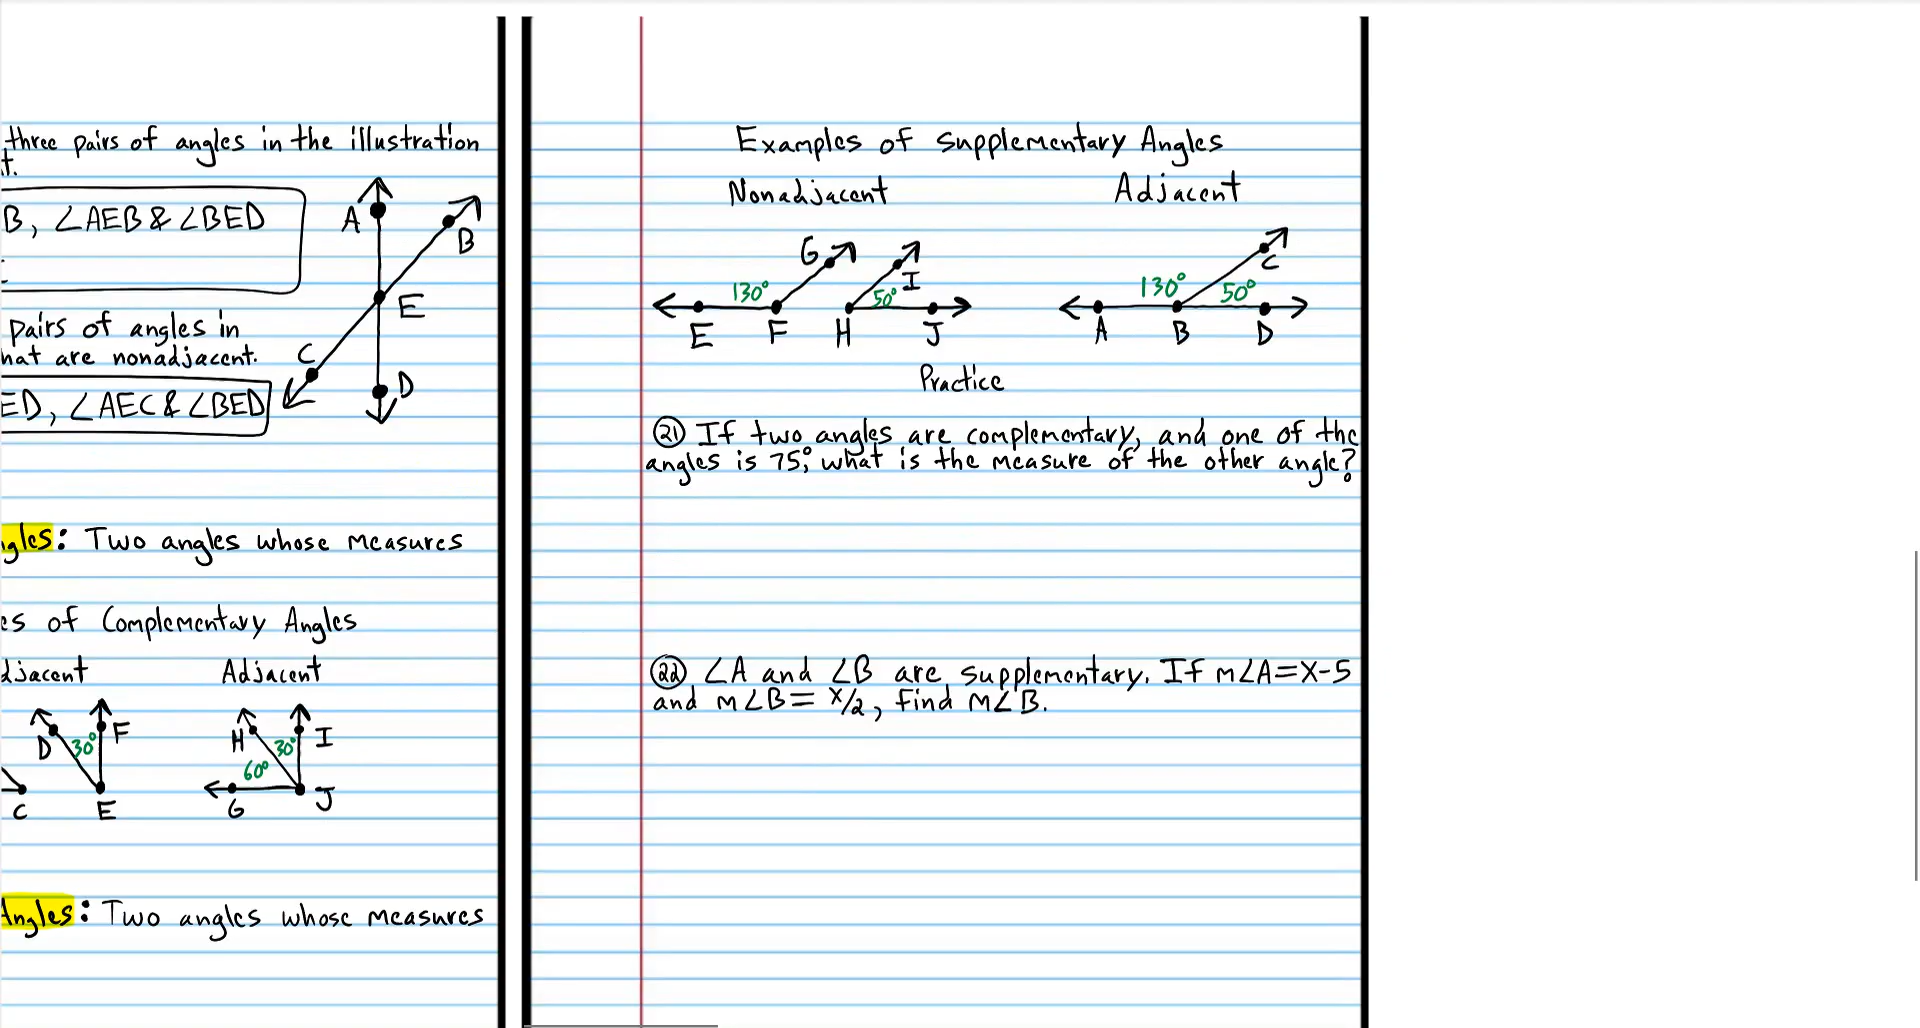 three pairs of angles in the illustration
t.
B, ∠AEB & ∠BED
A
B
E
pairs of angles in
hat are nonadjacent.
C
D
ED, ∠AEC & ∠BED
gles: Two angles whose measures
es of Complementary Angles
djacent Adjacent
D 30° F
H 30° I
60°
C E
G J
Angles: Two angles whose measures
Examples of Supplementary Angles
Nonadjacent Adjacent
G I
130° 50°
E F H J
C
130° 50°
A B D
Practice
21 If two angles are complementary, and one of the
angles is 75°, what is the measure of the other angle?
22 ∠A and ∠B are supplementary. If m∠A=x-5
and m∠B= x/2, find m∠B.